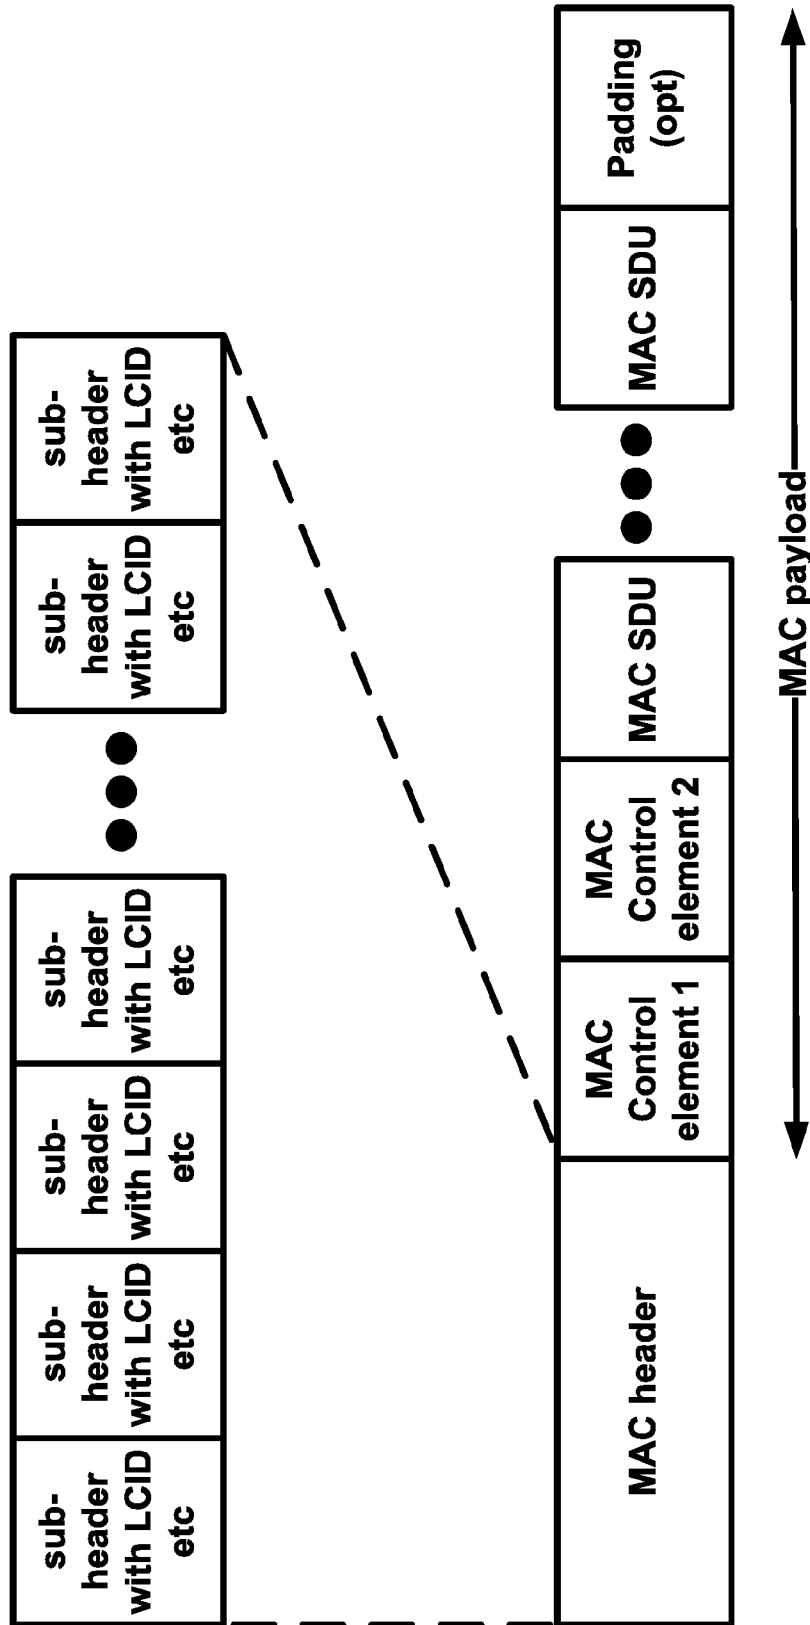 sub-
header
with LCID
etc
sub-
header
with LCID
etc
sub-
header
with LCID
etc
sub-
header
with LCID
etc
sub-
header
with LCID
etc
sub-
header
with LCID
etc
MAC header
MAC
Control
element 1
MAC
Control
element 2
MAC SDU
MAC SDU
Padding
(opt)
MAC payload